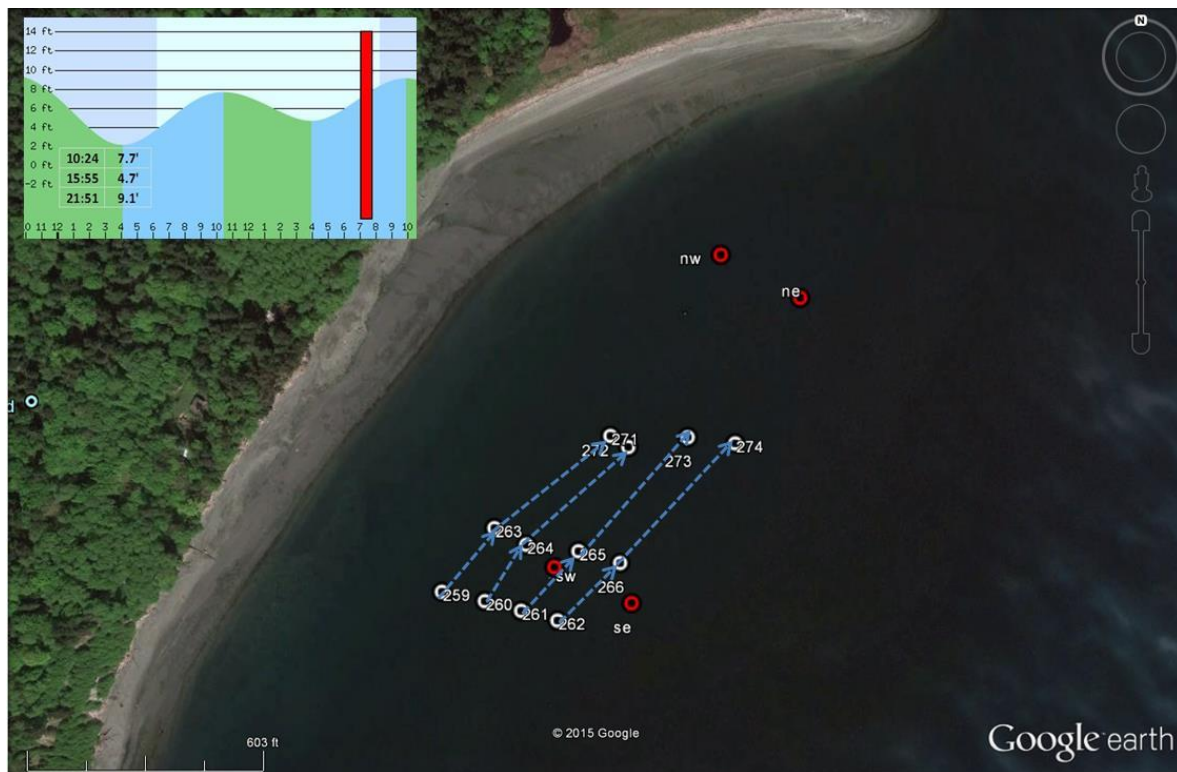 14 ft
12 ft
10 ft
8 ft
6 ft
4 ft
2 ft
0 ft
-2 ft
10:24 7.7'
15:55 4.7'
21:51 9.1'
0 11 12 1 2 3 4 5 6 7 8 9 10 11 12 1 2 3 4 5 6 7 8 9 10
N
nw
ne
d
271
272
273
274
263
264
265
sw
266
259
260
261
262
se
© 2015 Google
603 ft
Google earth